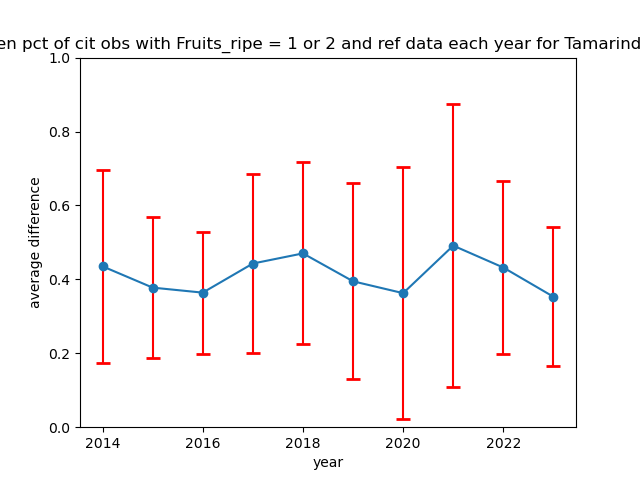 en pct of cit obs with Fruits_ripe = 1 or 2 and ref data each year for Tamarind
1.0
0.8
0.6
0.4
0.2
0.0
average difference
2014 2016 2018 2020 2022
year